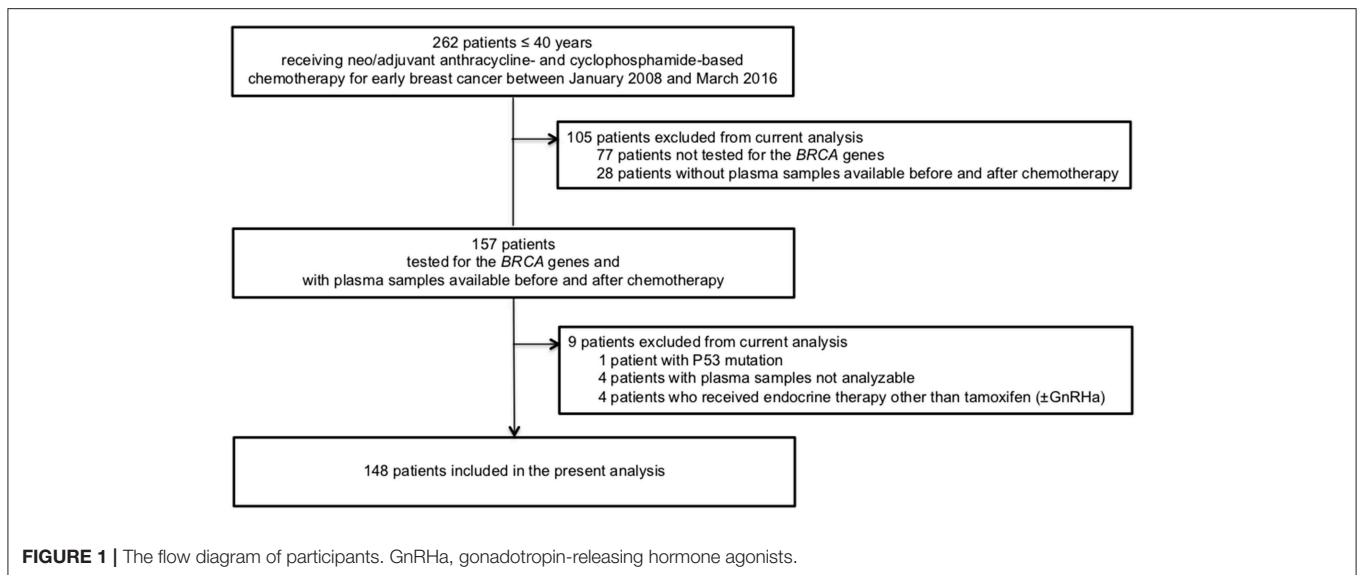 262 patients ≤ 40 years
receiving neo/adjuvant anthracycline- and cyclophosphamide-based
chemotherapy for early breast cancer between January 2008 and March 2016
105 patients excluded from current analysis
77 patients not tested for the BRCA genes
28 patients without plasma samples available before and after chemotherapy
157 patients
tested for the BRCA genes and
with plasma samples available before and after chemotherapy
9 patients excluded from current analysis
1 patient with P53 mutation
4 patients with plasma samples not analyzable
4 patients who received endocrine therapy other than tamoxifen (±GnRHa)
148 patients included in the present analysis
FIGURE 1 | The flow diagram of participants. GnRHa, gonadotropin-releasing hormone agonists.